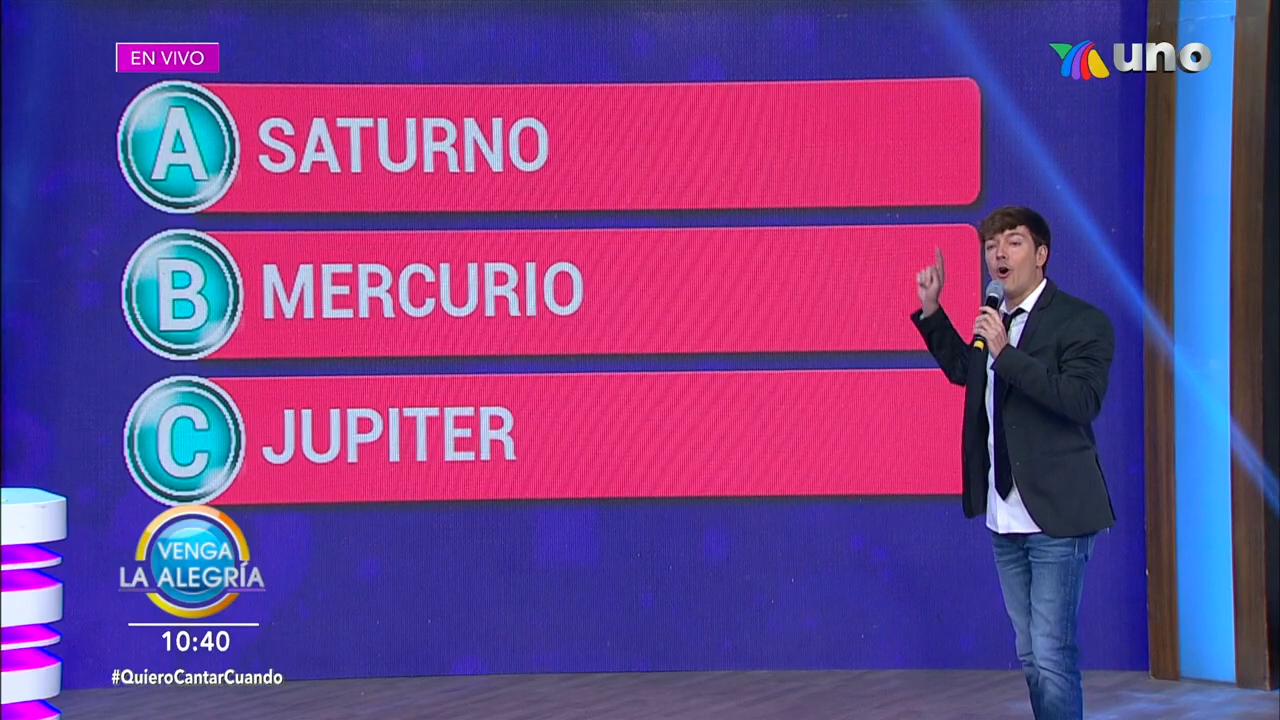 EN VIVO
uno
A SATURNO
B MERCURIO
C JUPITER
VENGA
LA ALEGRÍA
10:40
#QuieroCantarCuando